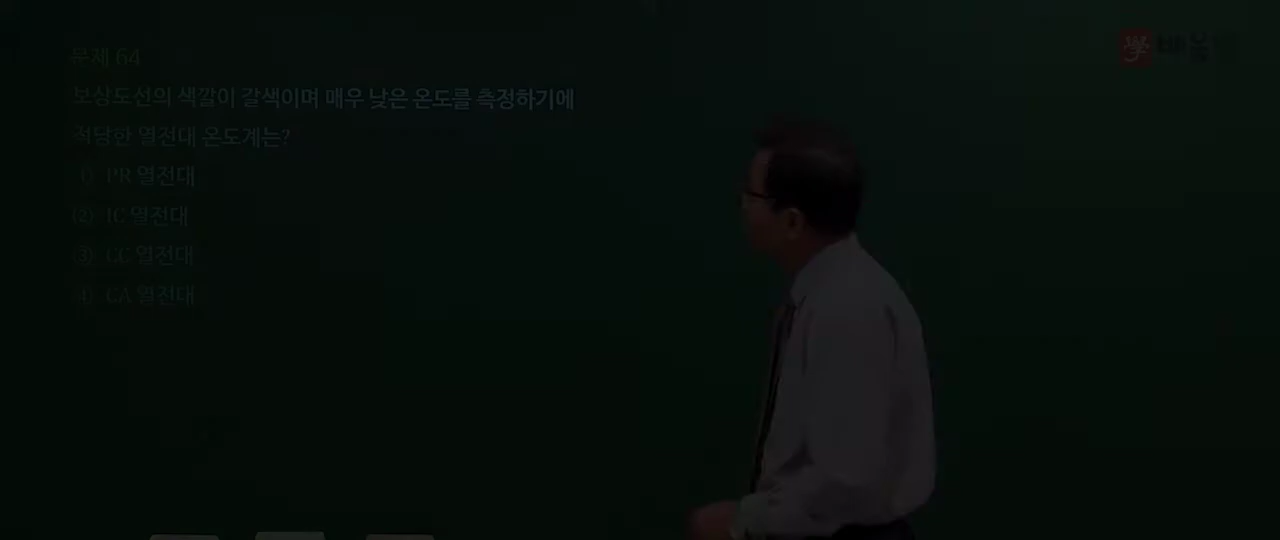 문제 64
보상도선의 색깔이 갈색이며 매우 낮은 온도를 측정하기에
적당한 열전대 온도계는?
① PR 열전대
② IC 열전대
③ CC 열전대
④ CA 열전대
學